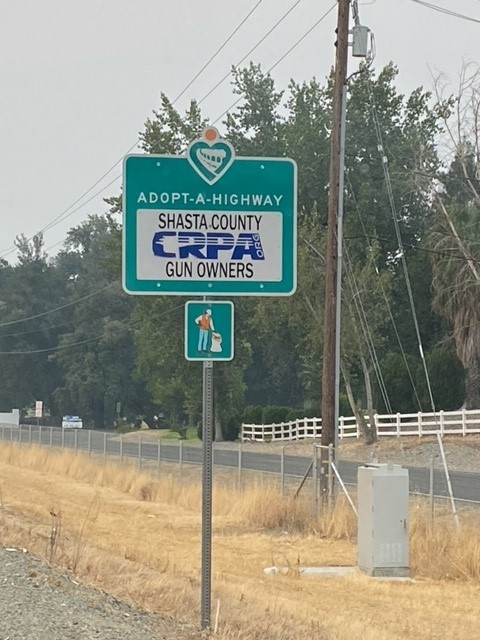 ADOPT-A-HIGHWAY
SHASTA COUNTY
CRPA.ORG
GUN OWNERS